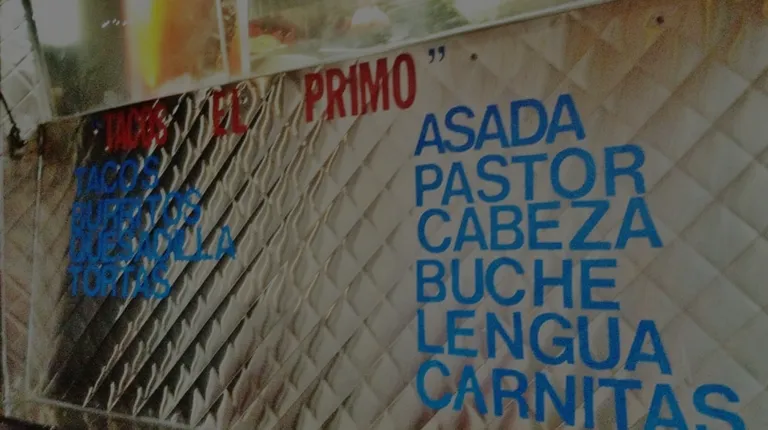 "TACOS EL PRIMO"
TACOS
BURRITOS
QUESADILLA
TORTAS
ASADA
PASTOR
CABEZA
BUCHE
LENGUA
CARNITAS